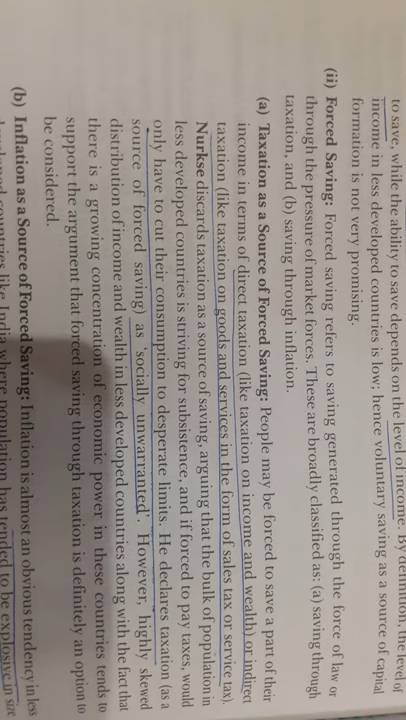 to save, while the ability to save depends on the level of income. By definition, the level of
income in less developed countries is low; hence voluntary saving as a source of capital
formation is not very promising.
(ii) Forced Saving: Forced saving refers to saving generated through the force of law or
through the pressure of market forces. These are broadly classified as: (a) saving through
taxation, and (b) saving through inflation.
(a) Taxation as a Source of Forced Saving: People may be forced to save a part of their
income in terms of direct taxation (like taxation on income and wealth) or indirect
taxation (like taxation on goods and services in the form of sales tax or service tax).
Nurkse discards taxation as a source of saving, arguing that the bulk of population in
less developed countries is striving for subsistence, and if forced to pay taxes, would
only have to cut their consumption to desperate limits. He declares taxation (as a
source of forced saving) as 'socially unwarranted'. However, highly skewed
distribution of income and wealth in less developed countries along with the fact that
there is a growing concentration of economic power in these countries tends to
support the argument that forced saving through taxation is definitely an option to
be considered.
(b) Inflation as a Source of Forced Saving: Inflation is almost an obvious tendency in less
developed countries like India where population has tended to be explosive in size